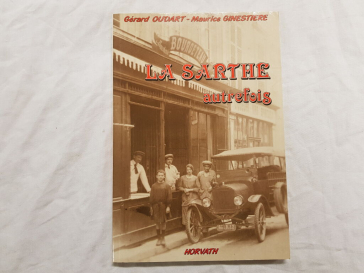 Gérard OUDART - Maurice GINESTIERE
LA SARTHE
autrefois
HORVATH